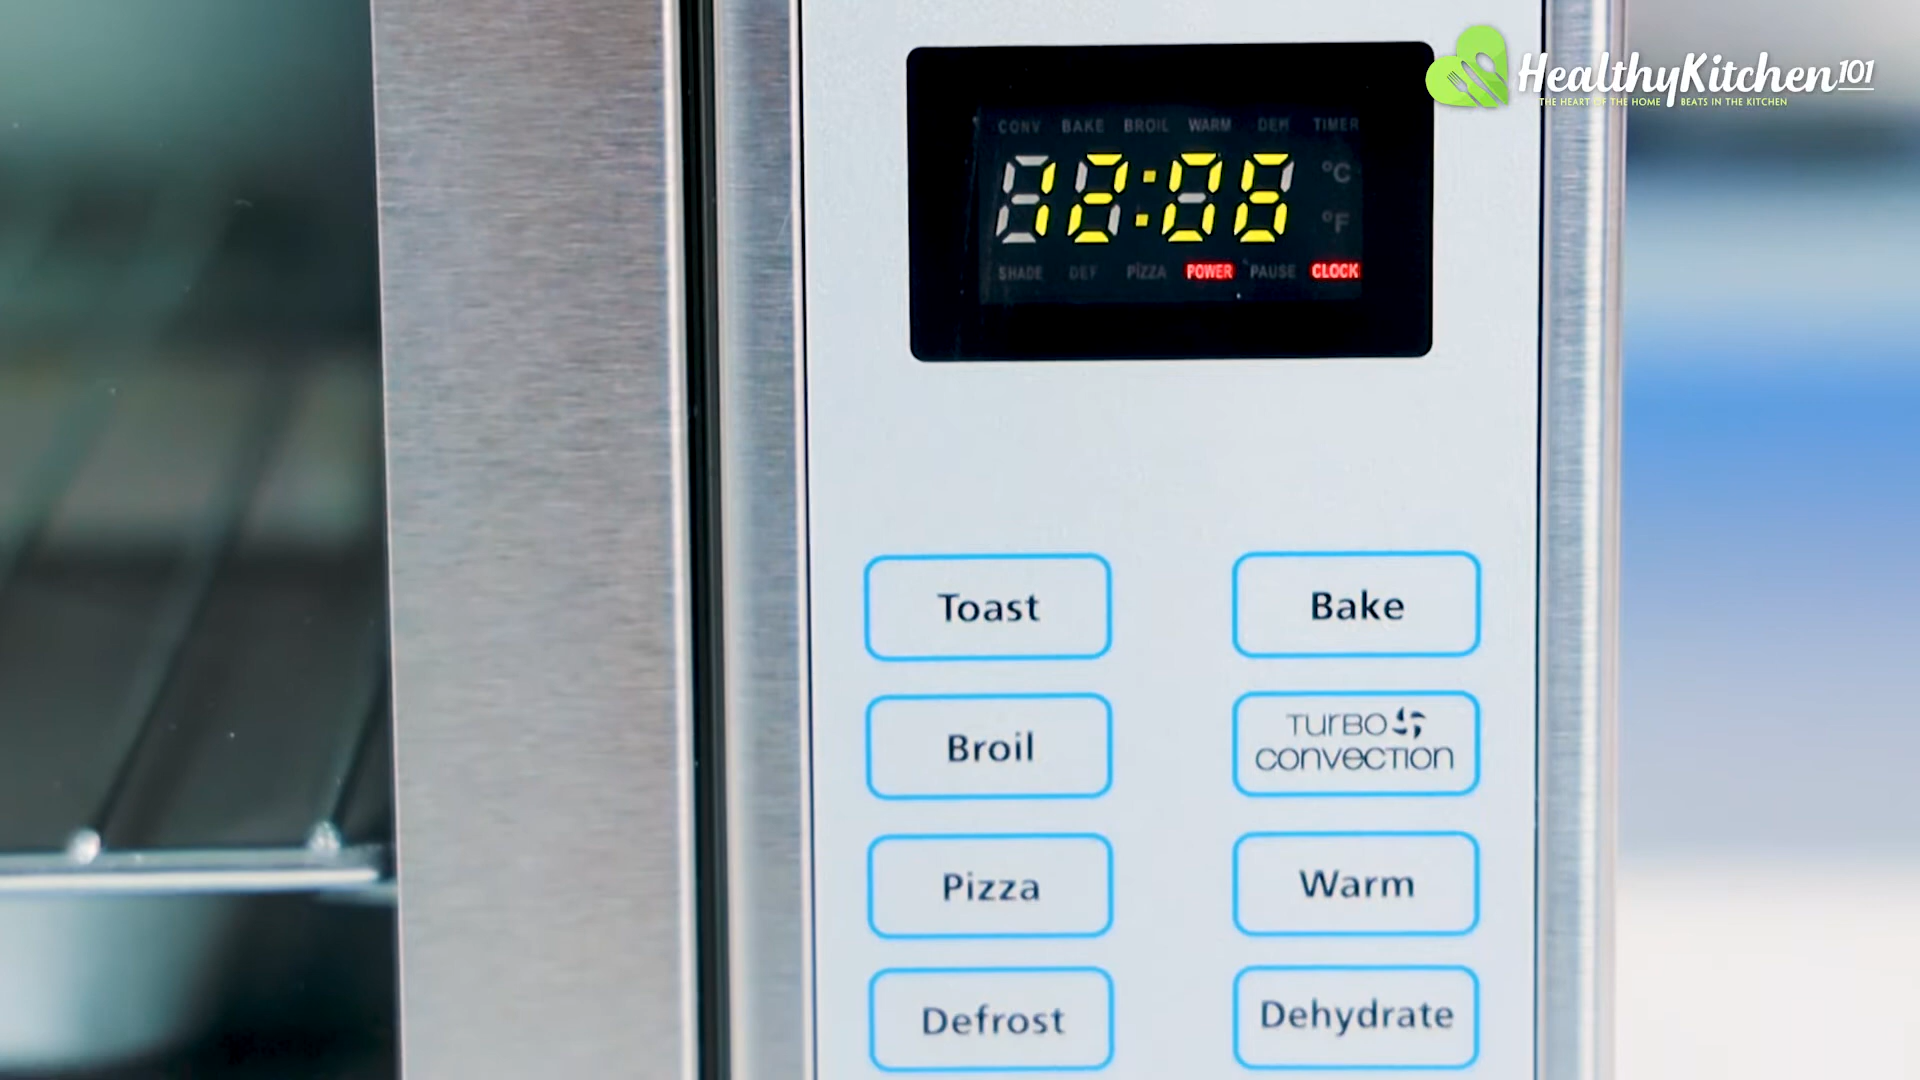 HealthyKitchen101
THE HEART OF THE HOME BEATS IN THE KITCHEN
CONV BAKE BROIL WARM DEH TIMER
12:06
°C
°F
SHADE DEF PIZZA POWER PAUSE CLOCK
Toast Bake
Broil TURBO CONVECTION
Pizza Warm
Defrost Dehydrate